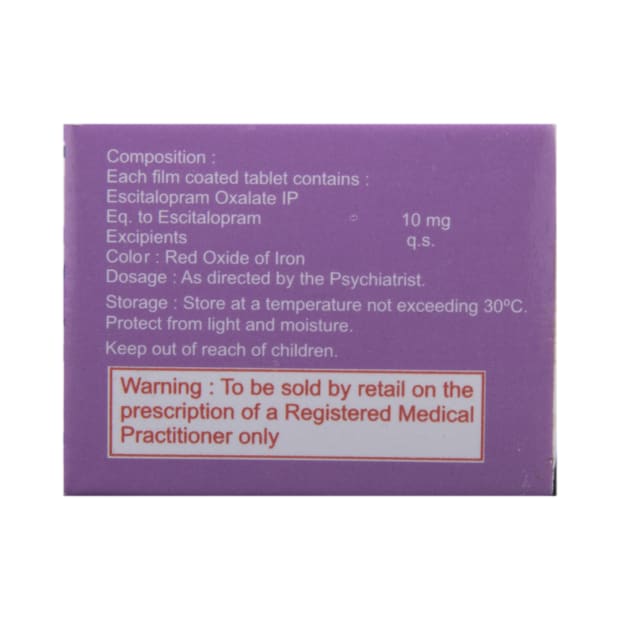 Composition :
Each film coated tablet contains :
Escitalopram Oxalate IP
Eq. to Escitalopram 10 mg
Excipients q.s.
Color : Red Oxide of Iron
Dosage : As directed by the Psychiatrist.
Storage : Store at a temperature not exceeding 30ºC.
Protect from light and moisture.
Keep out of reach of children.
Warning : To be sold by retail on the
prescription of a Registered Medical
Practitioner only